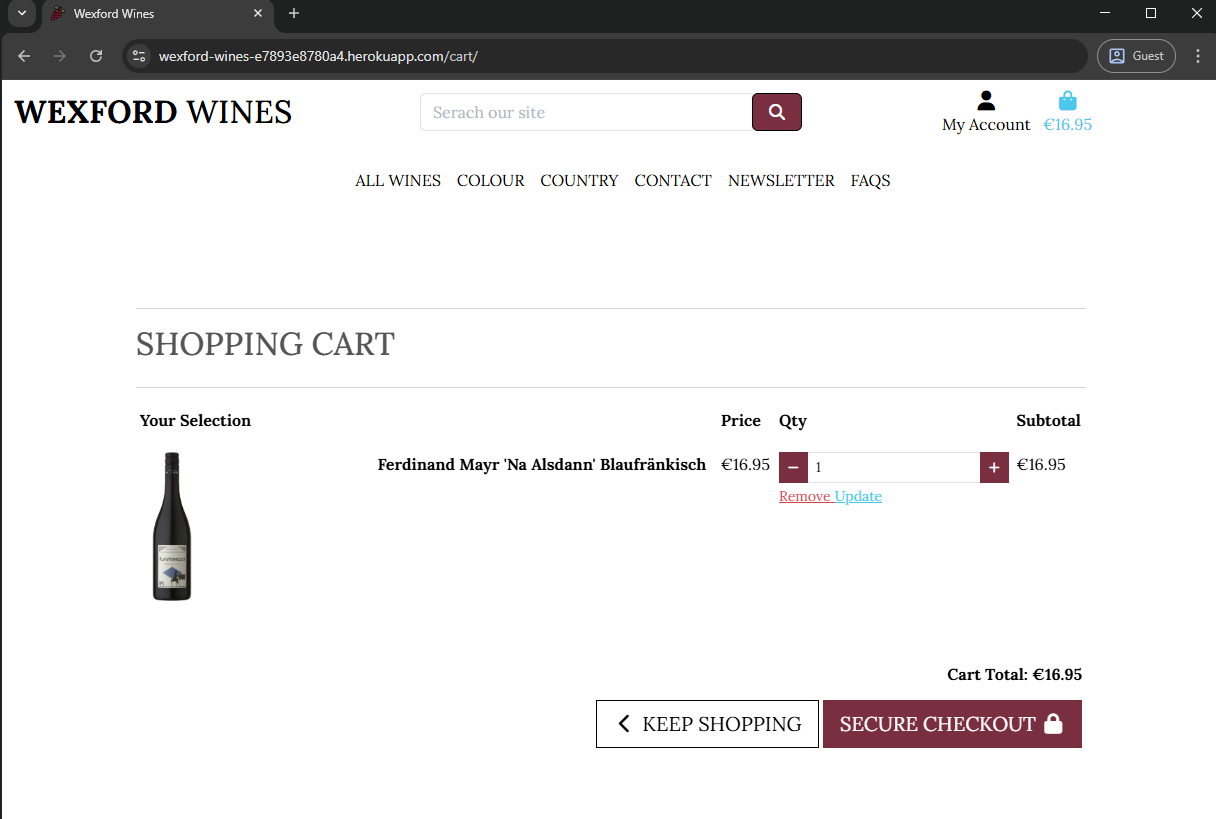 Wexford Wines
wexford-wines-e7893e8780a4.herokuapp.com/cart/
Guest
WEXFORD WINES
Serach our site
My Account
€16.95
ALL WINES COLOUR COUNTRY CONTACT NEWSLETTER FAQS
SHOPPING CART
Your Selection Price Qty Subtotal
Ferdinand Mayr 'Na Alsdann' Blaufränkisch €16.95 − 1 + €16.95
Remove Update
Cart Total: €16.95
KEEP SHOPPING SECURE CHECKOUT